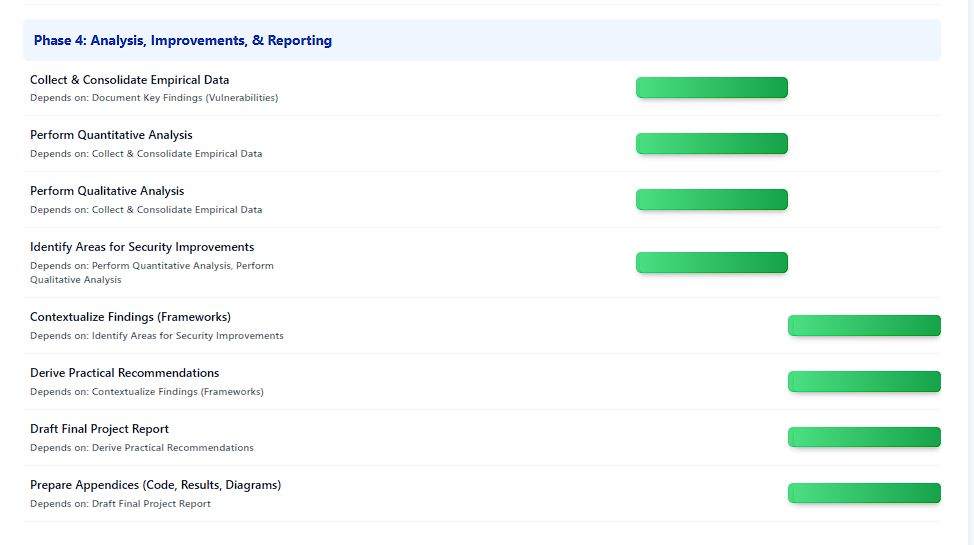 Phase 4: Analysis, Improvements, & Reporting
Collect & Consolidate Empirical Data
Depends on: Document Key Findings (Vulnerabilities)
Perform Quantitative Analysis
Depends on: Collect & Consolidate Empirical Data
Perform Qualitative Analysis
Depends on: Collect & Consolidate Empirical Data
Identify Areas for Security Improvements
Depends on: Perform Quantitative Analysis, Perform
Qualitative Analysis
Contextualize Findings (Frameworks)
Depends on: Identify Areas for Security Improvements
Derive Practical Recommendations
Depends on: Contextualize Findings (Frameworks)
Draft Final Project Report
Depends on: Derive Practical Recommendations
Prepare Appendices (Code, Results, Diagrams)
Depends on: Draft Final Project Report